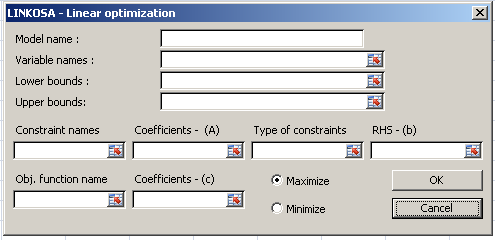 LINKOSA - Linear optimization
Model name :
Variable names :
Lower bounds :
Upper bounds:
Constraint names Coefficients - (A) Type of constraints RHS - (b)
Obj. function name Coefficients - (c) Maximize OK
Minimize Cancel